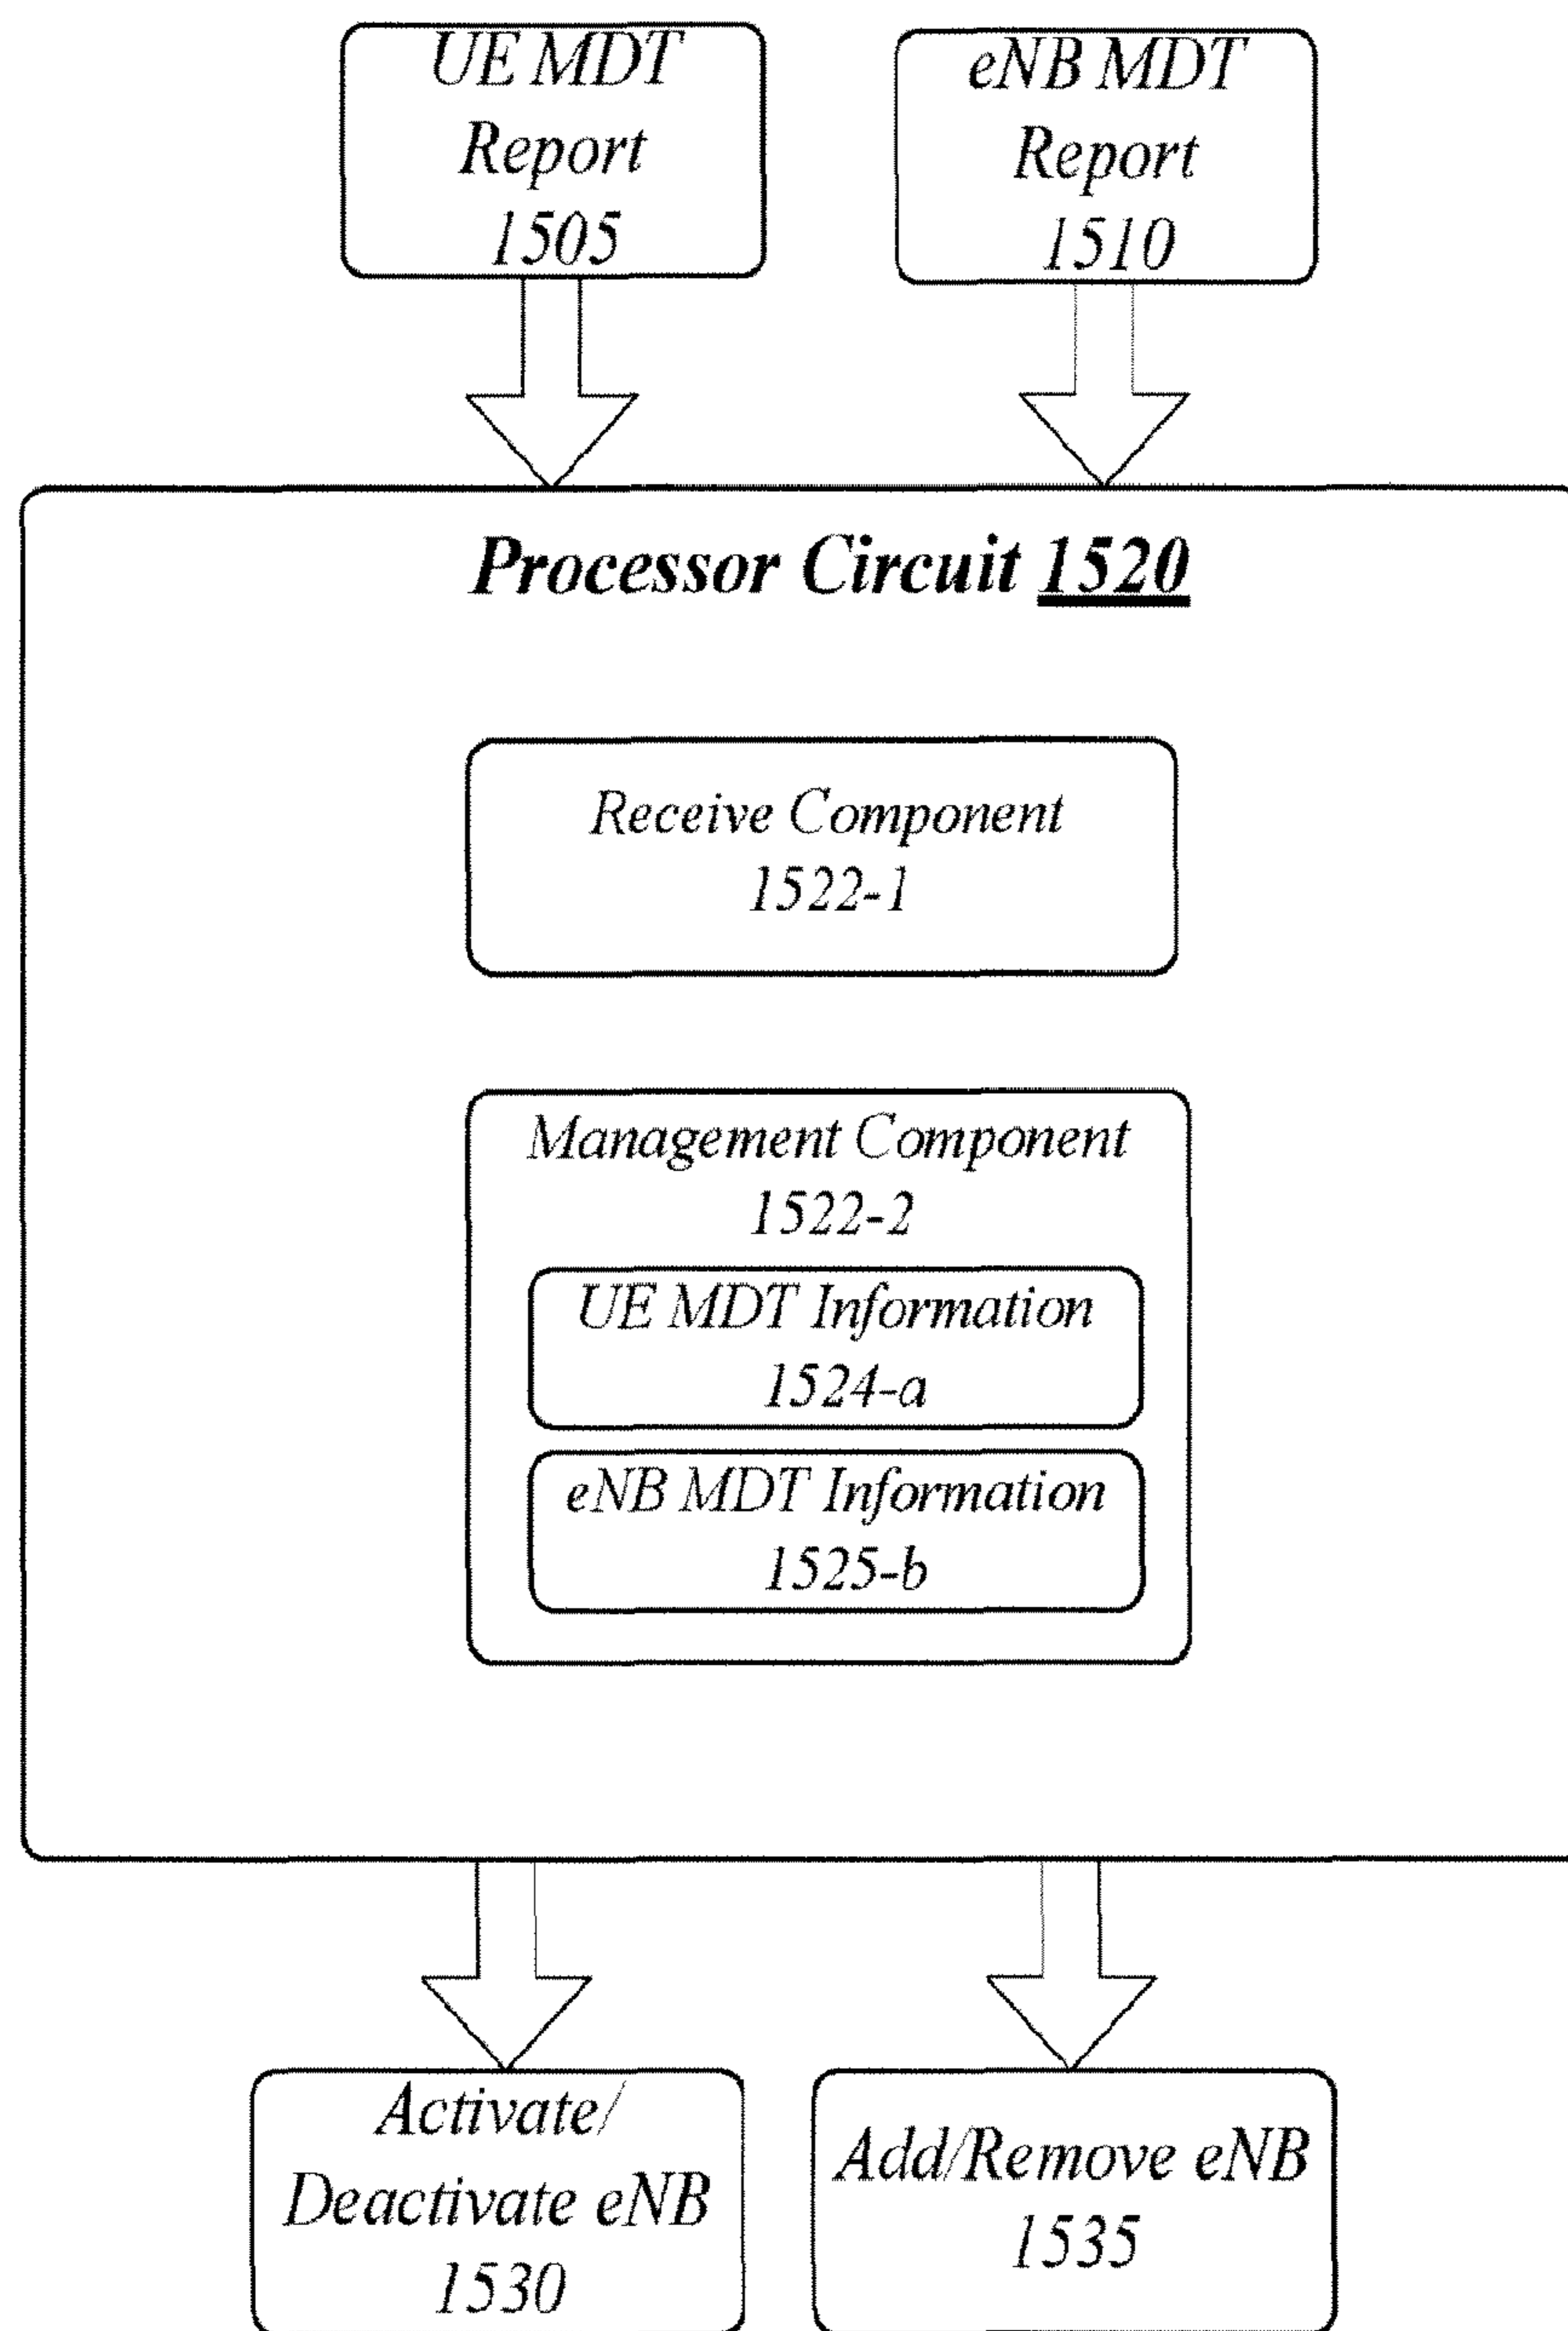 UE MDT
Report
1505
eNB MDT
Report
1510
Processor Circuit 1520
Receive Component
1522-1
Management Component
1522-2
UE MDT Information
1524-a
eNB MDT Information
1525-b
Activate/
Deactivate eNB
1530
Add/Remove eNB
1535